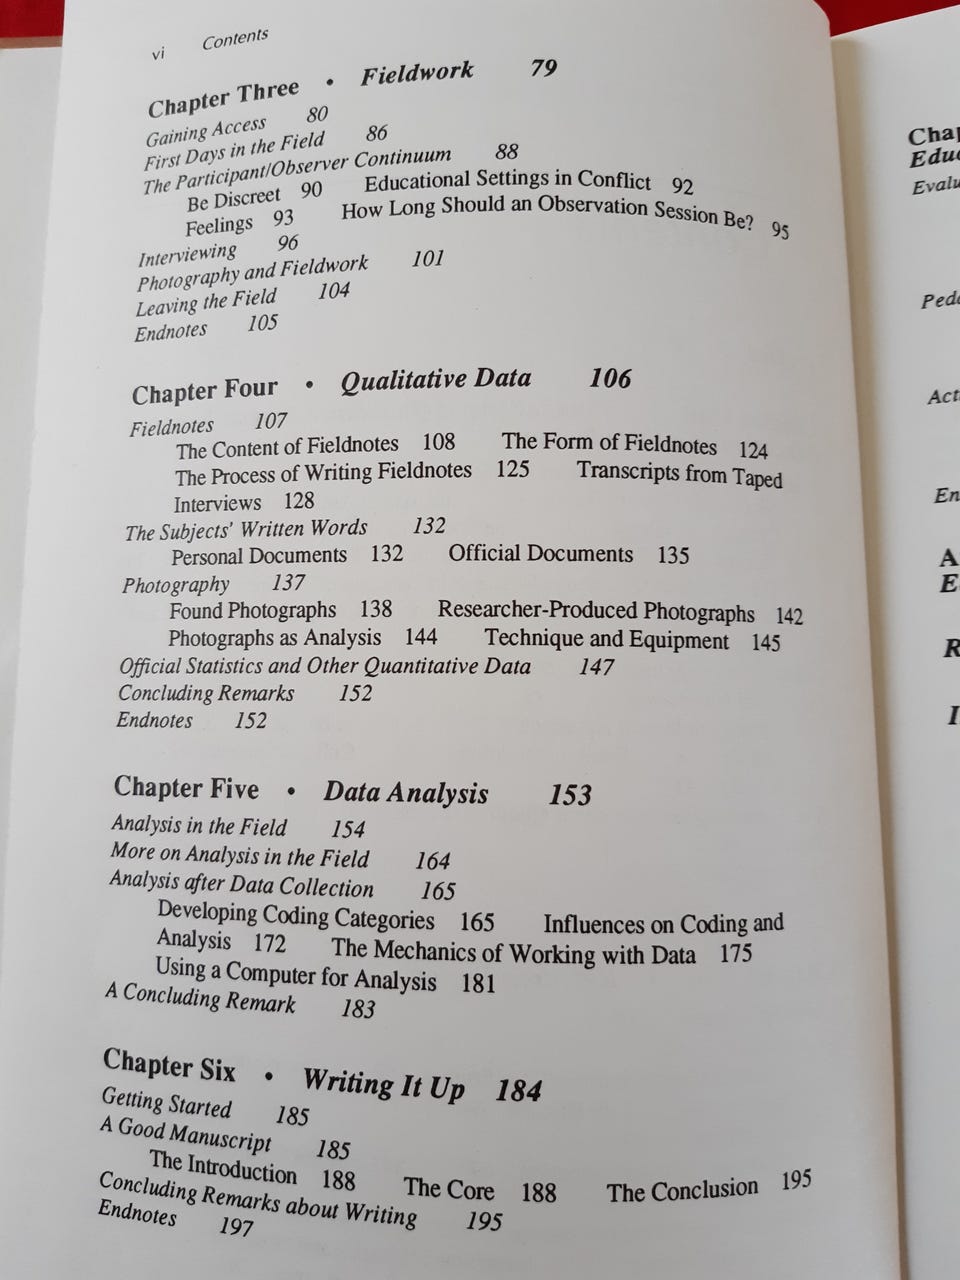 vi Contents
Chapter Three • Fieldwork 79
Gaining Access 80
First Days in the Field 86
The Participant/Observer Continuum 88
Be Discreet 90 Educational Settings in Conflict 92
Feelings 93 How Long Should an Observation Session Be? 95
Interviewing 96
Photography and Fieldwork 101
Leaving the Field 104
Endnotes 105
Chapter Four • Qualitative Data 106
Fieldnotes 107
The Content of Fieldnotes 108 The Form of Fieldnotes 124
The Process of Writing Fieldnotes 125 Transcripts from Taped
Interviews 128
The Subjects' Written Words 132
Personal Documents 132 Official Documents 135
Photography 137
Found Photographs 138 Researcher-Produced Photographs 142
Photographs as Analysis 144 Technique and Equipment 145
Official Statistics and Other Quantitative Data 147
Concluding Remarks 152
Endnotes 152
Chapter Five • Data Analysis 153
Analysis in the Field 154
More on Analysis in the Field 164
Analysis after Data Collection 165
Developing Coding Categories 165 Influences on Coding and
Analysis 172 The Mechanics of Working with Data 175
Using a Computer for Analysis 181
A Concluding Remark 183
Chapter Six • Writing It Up 184
Getting Started 185
A Good Manuscript 185
The Introduction 188 The Core 188 The Conclusion 195
Concluding Remarks about Writing 195
Endnotes 197